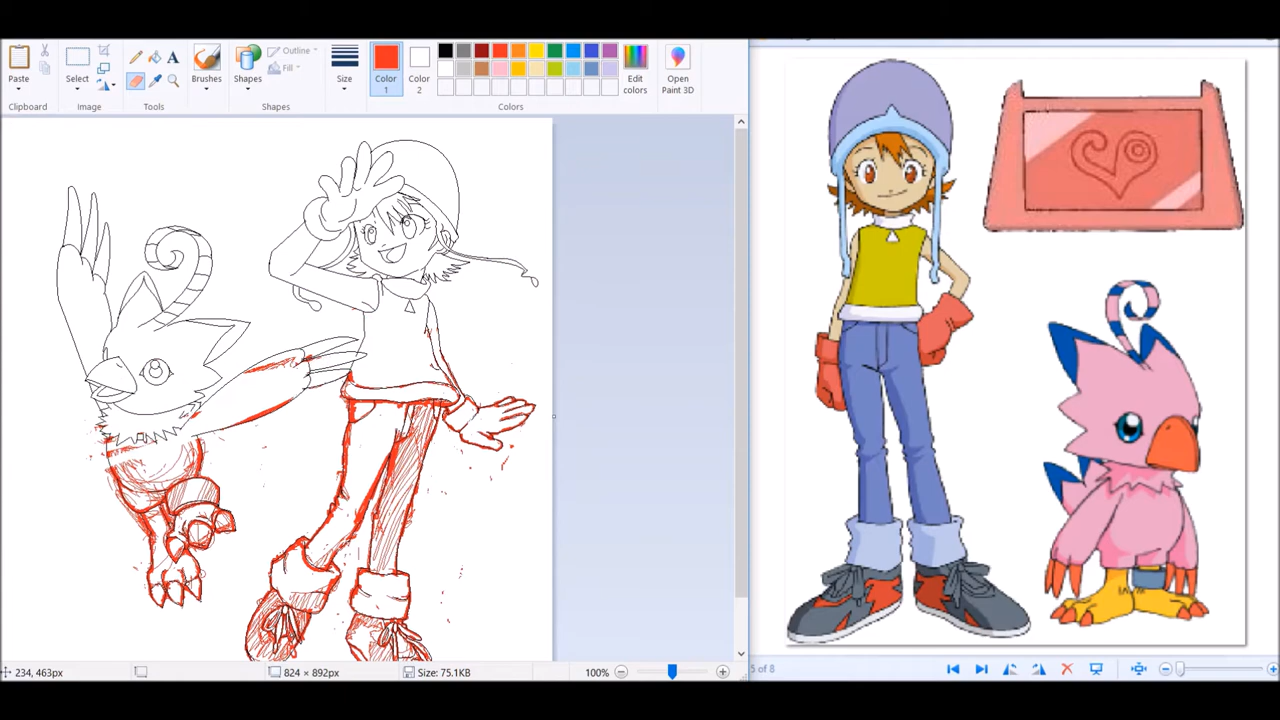 Paste
Select
Brushes
Shapes
Outline
Fill
Size
Color
1
Color
2
Edit
colors
Open
Paint 3D
Clipboard
Image
Tools
Shapes
Colors
234, 463px
824 × 892px
Size: 75.1KB
100%
5 of 8